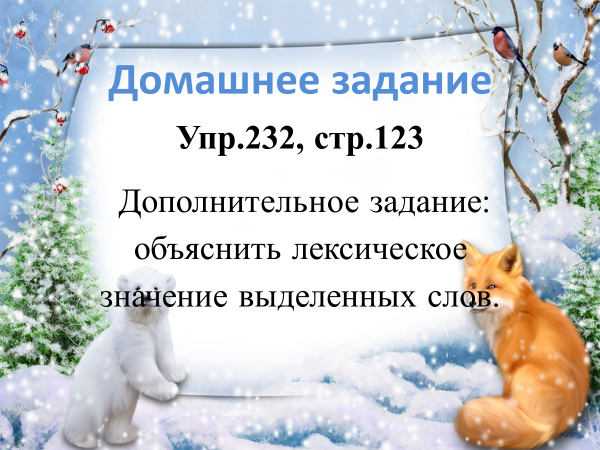 Домашнее задание
Упр.232, стр.123
Дополнительное задание:
объяснить лексическое
значение выделенных слов.